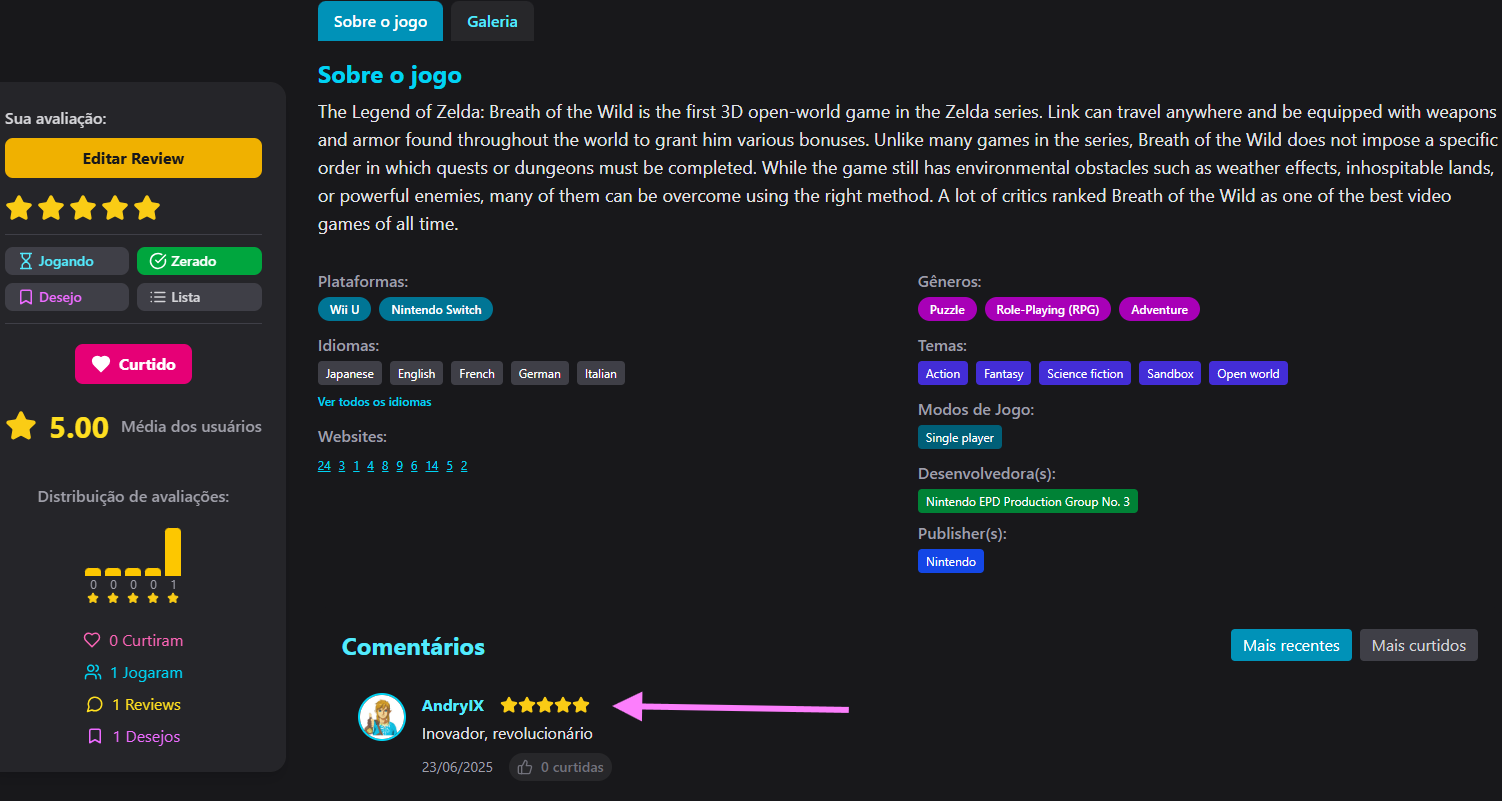 Sobre o jogo
Galeria
Sua avaliação:
Editar Review
Jogando
Zerado
Desejo
Lista
Curtido
5.00 Média dos usuários
Distribuição de avaliações:
0 0 0 0 1
0 Curtiram
1 Jogaram
1 Reviews
1 Desejos
Sobre o jogo
The Legend of Zelda: Breath of the Wild is the first 3D open-world game in the Zelda series. Link can travel anywhere and be equipped with weapons
and armor found throughout the world to grant him various bonuses. Unlike many games in the series, Breath of the Wild does not impose a specific
order in which quests or dungeons must be completed. While the game still has environmental obstacles such as weather effects, inhospitable lands,
or powerful enemies, many of them can be overcome using the right method. A lot of critics ranked Breath of the Wild as one of the best video
games of all time.
Plataformas:
Wii U Nintendo Switch
Idiomas:
Japanese English French German Italian
Ver todos os idiomas
Websites:
24 3 1 4 8 9 6 14 5 2
Gêneros:
Puzzle Role-Playing (RPG) Adventure
Temas:
Action Fantasy Science fiction Sandbox Open world
Modos de Jogo:
Single player
Desenvolvedora(s):
Nintendo EPD Production Group No. 3
Publisher(s):
Nintendo
Comentários
Mais recentes Mais curtidos
AndryIX
Inovador, revolucionário
23/06/2025 0 curtidas